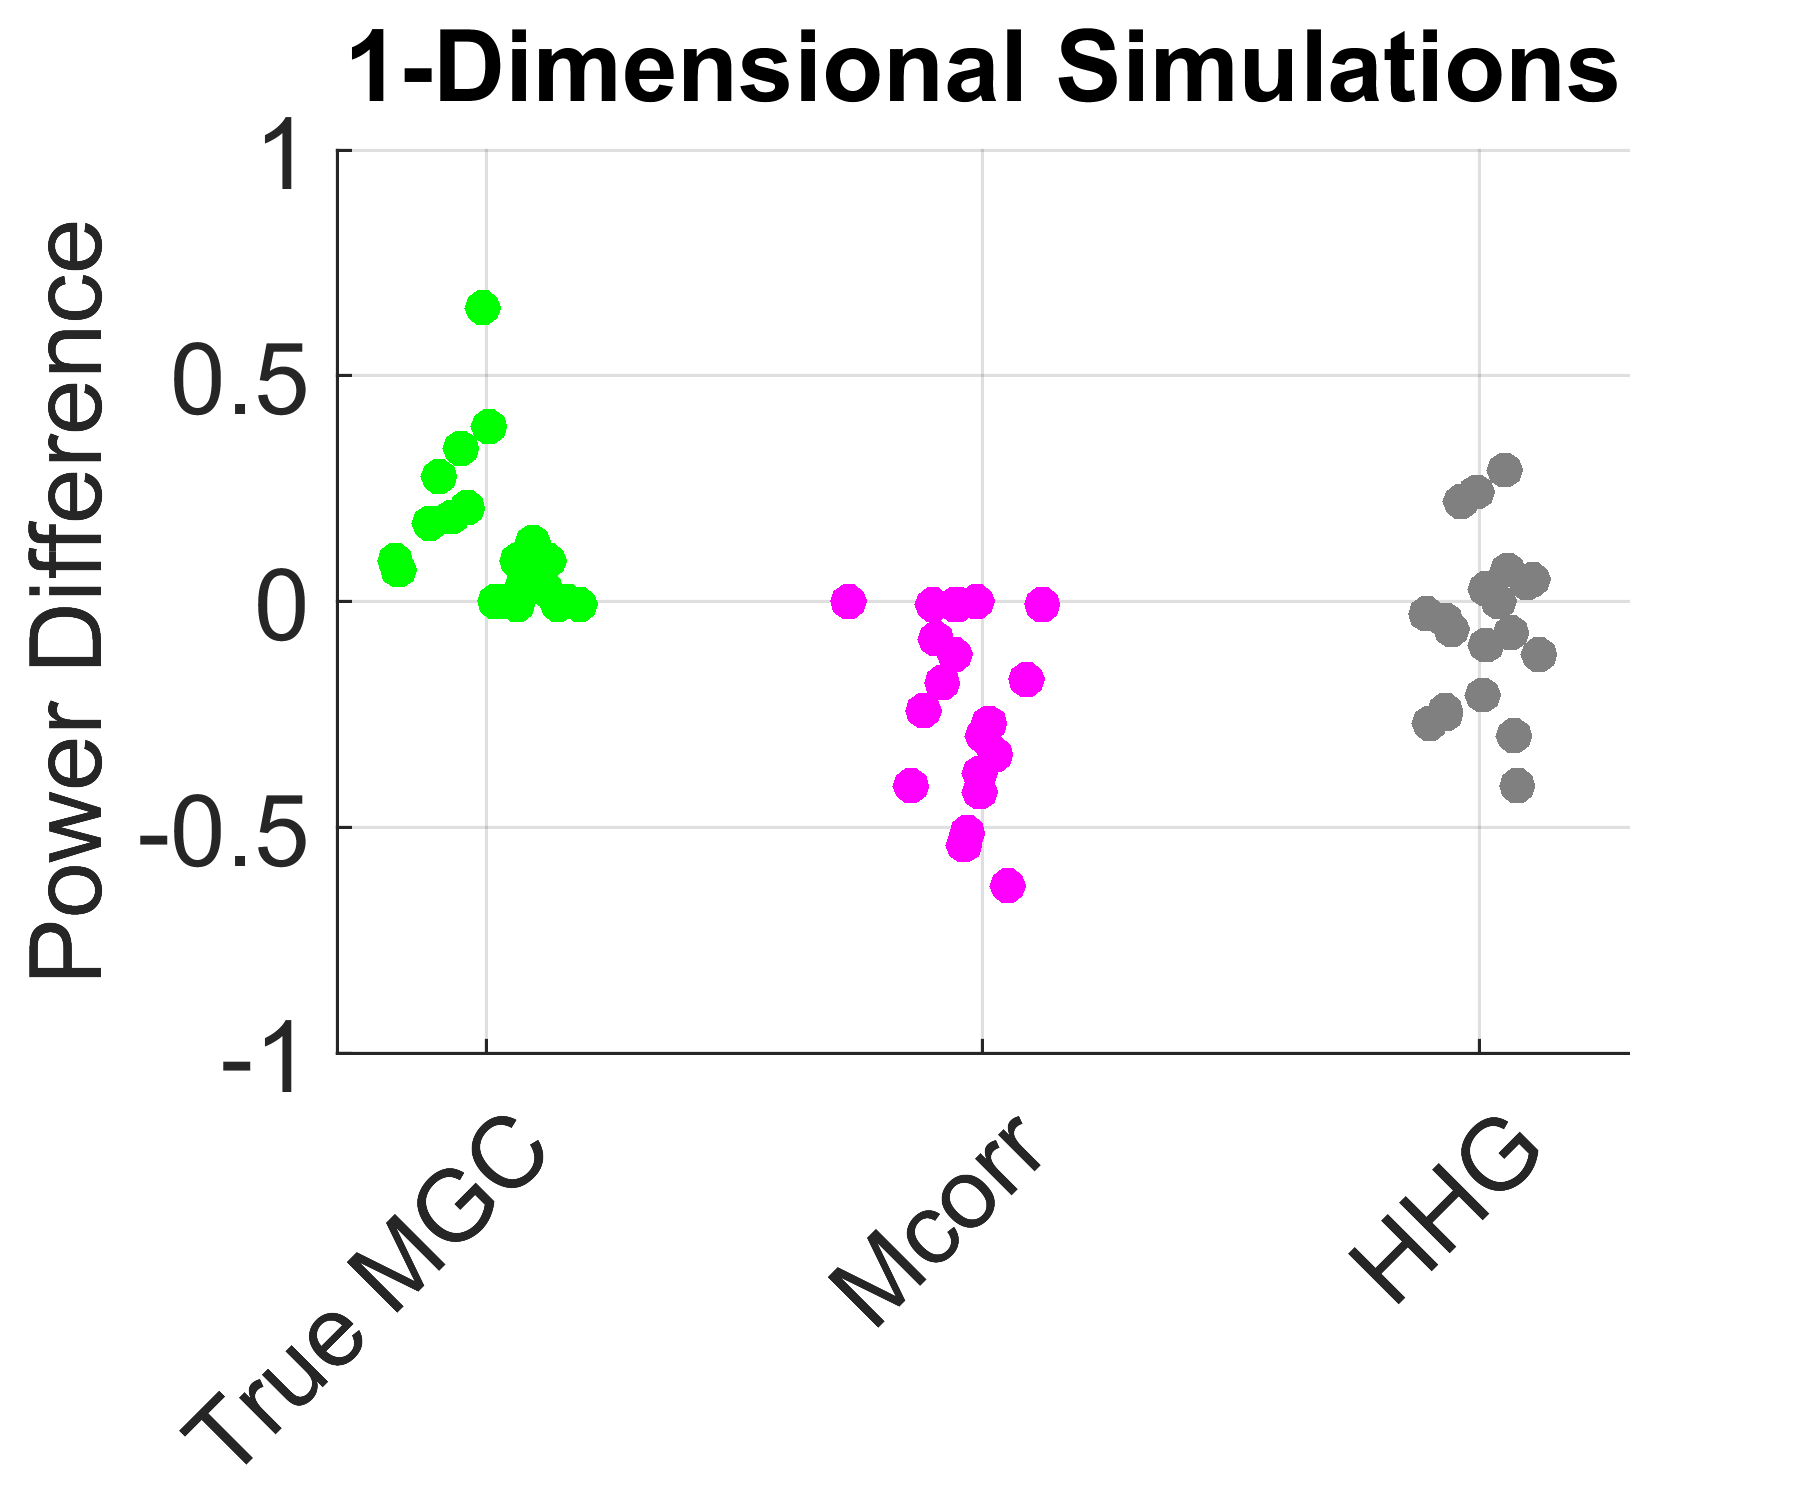 1-Dimensional Simulations
Power Difference
1
0.5
0
-0.5
-1
True MGC
Mcorr
HHG